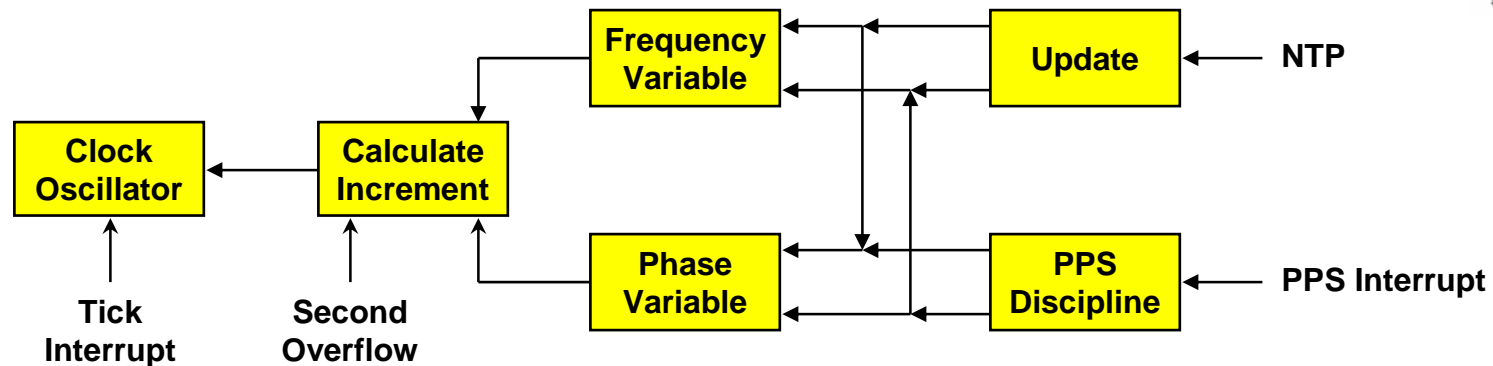 Frequency
Variable
Update
NTP
Clock
Oscillator
Calculate
Increment
Phase
Variable
PPS
Discipline
PPS Interrupt
Tick
Interrupt
Second
Overflow